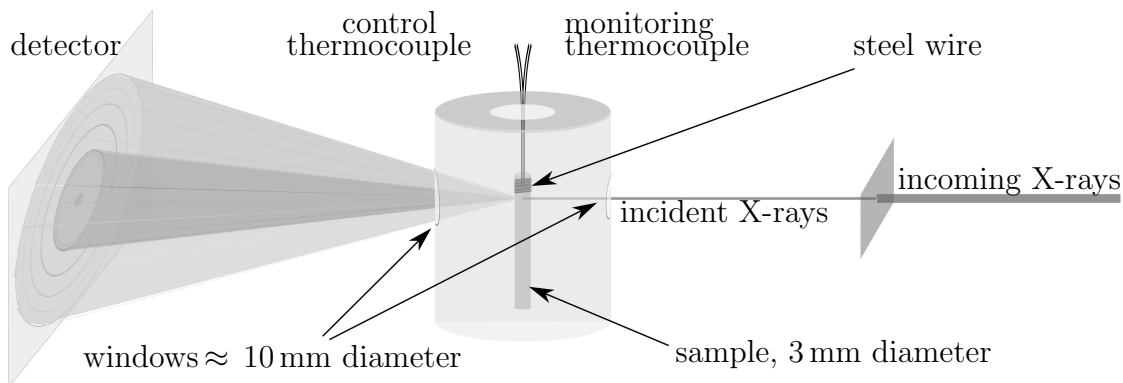 detector
control
thermocouple
monitoring
thermocouple
steel wire
incoming X-rays
incident X-rays
windows ≈ 10 mm diameter
sample, 3 mm diameter